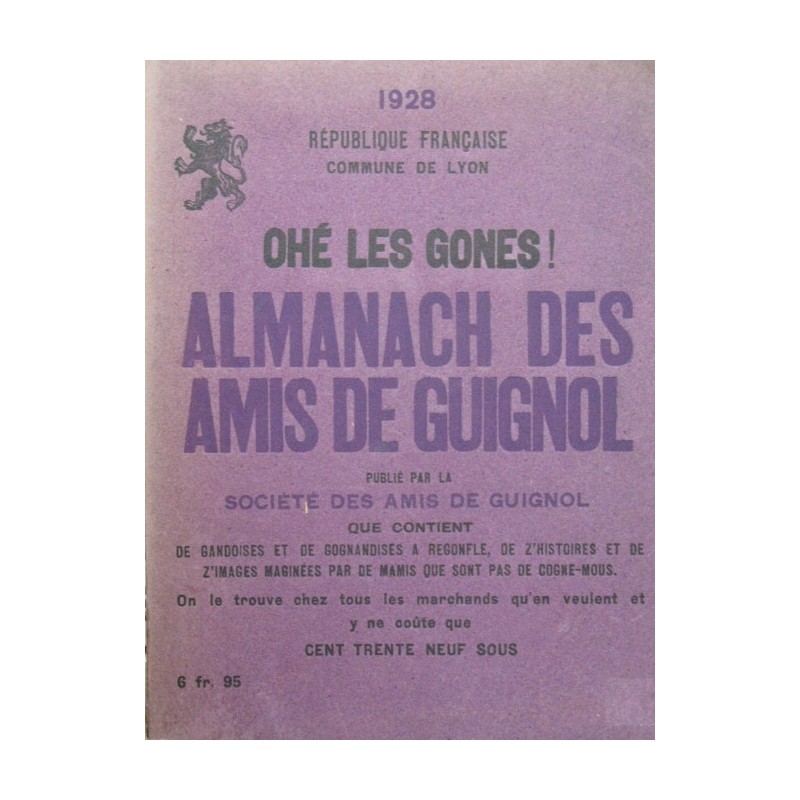 1928
RÉPUBLIQUE FRANÇAISE
COMMUNE DE LYON
OHÉ LES GONES!
ALMANACH DES
AMIS DE GUIGNOL
PUBLIÉ PAR LA
SOCIÉTÉ DES AMIS DE GUIGNOL
QUE CONTIENT
DE GANDOISES ET DE GOGNANDISES A REGONFLE, DE Z'HISTOIRES ET DE
Z'IMAGES MAGINÉES PAR DE MAMIS QUE SONT PAS DE COGNE-MOUS.
On le trouve chez tous les marchands qu'en veulent et
y ne coûte que
CENT TRENTE NEUF SOUS
6 fr. 95